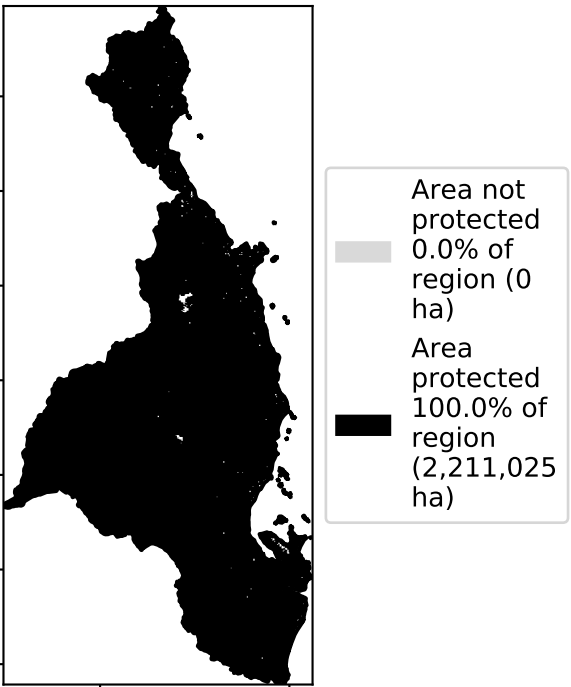 Area not
protected
0.0% of
region (0
ha)
Area
protected
100.0% of
region
(2,211,025
ha)